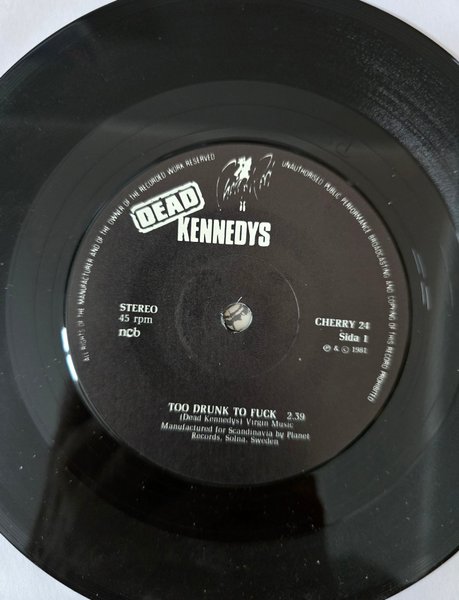 ALL RIGHTS OF THE MANUFACTURER AND OF THE OWNER OF THE RECORDED WORK RESERVED
UNAUTHORISED PUBLIC PERFORMANCE BROADCASTING AND COPYING OF THIS RECORD PROHIBITED
DEAD
KENNEDYS
STEREO
45 rpm
ncb
CHERRY 24
Sida 1
℗ & © 1981
TOO DRUNK TO FUCK 2.39
(Dead Kennedys) Virgin Music
Manufactured for Scandinavia by Planet
Records, Solna, Sweden